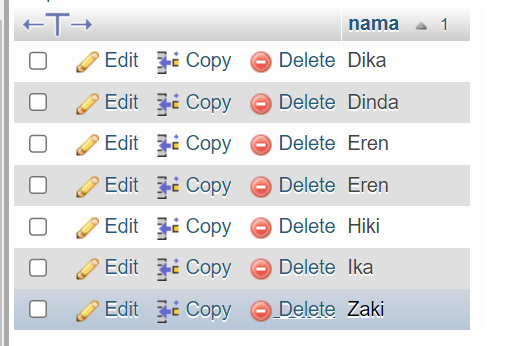 nama 1
Edit Copy Delete Dika
Edit Copy Delete Dinda
Edit Copy Delete Eren
Edit Copy Delete Eren
Edit Copy Delete Hiki
Edit Copy Delete Ika
Edit Copy Delete Zaki